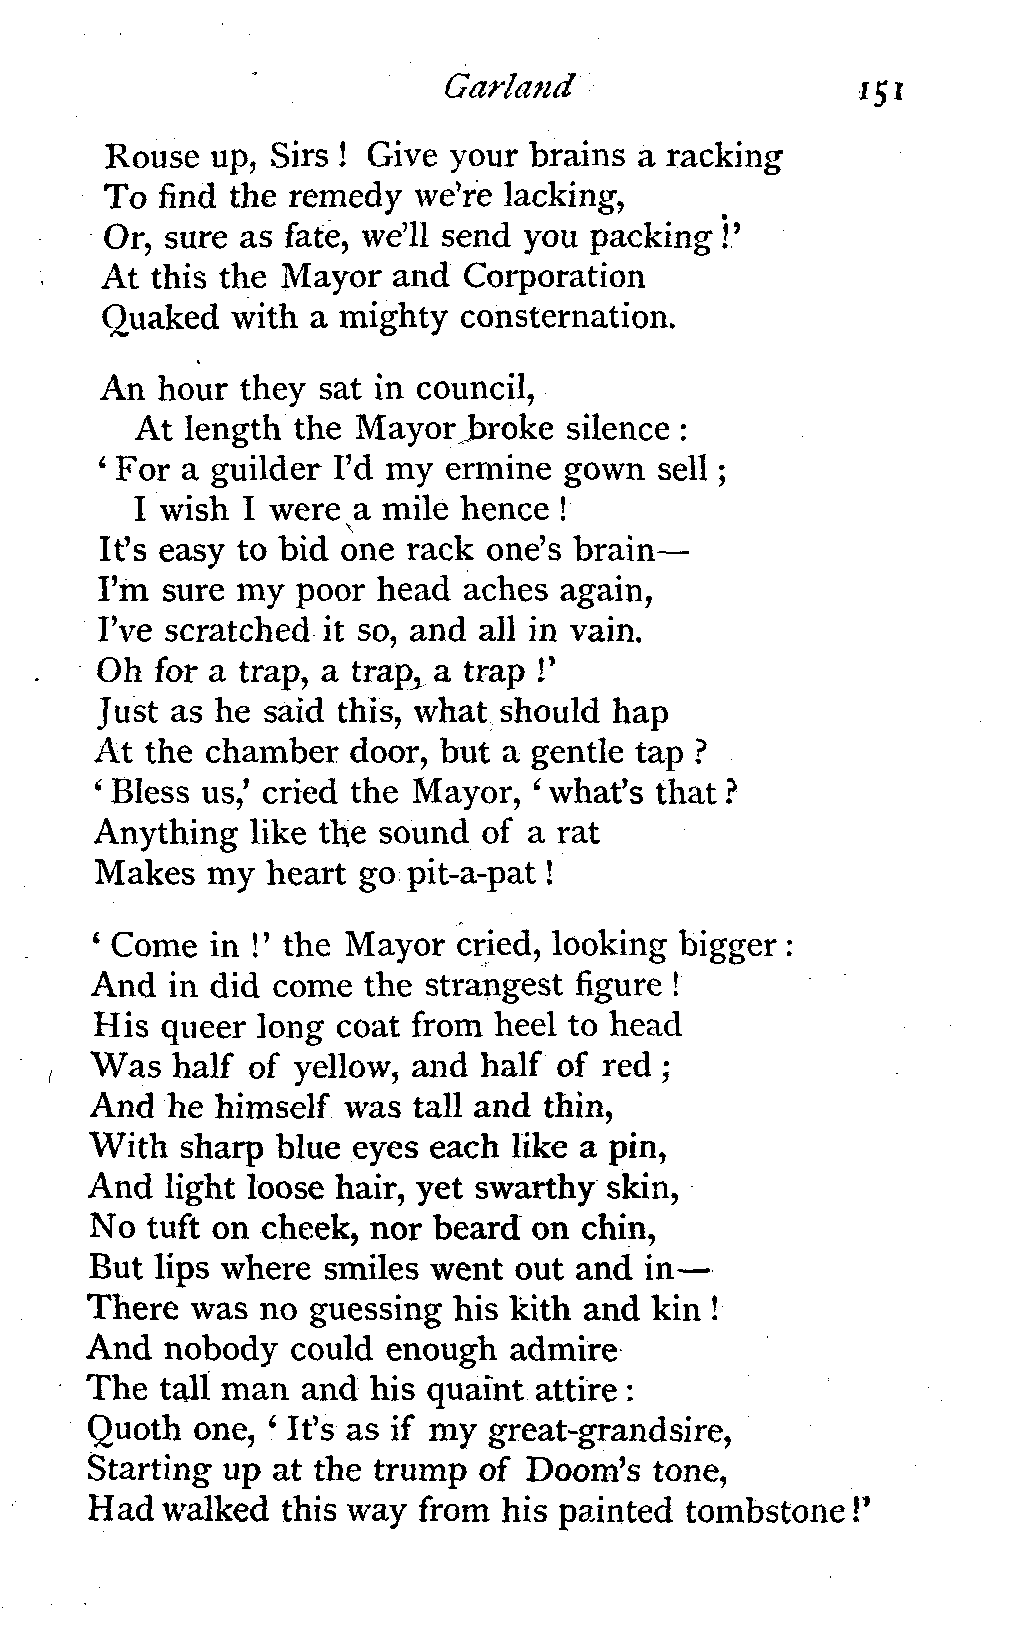 Garland 151
Rouse up, Sirs ! Give your brains a racking
To find the remedy we're lacking,
Or, sure as fate, we'll send you packing !'
At this the Mayor and Corporation
Quaked with a mighty consternation.
An hour they sat in council,
At length the Mayor broke silence :
‘ For a guilder I'd my ermine gown sell ;
I wish I were a mile hence !
It's easy to bid one rack one's brain—
I'm sure my poor head aches again,
I've scratched it so, and all in vain.
Oh for a trap, a trap, a trap !'
Just as he said this, what should hap
At the chamber door, but a gentle tap ?
‘ Bless us,' cried the Mayor, ‘ what's that ?
Anything like the sound of a rat
Makes my heart go pit-a-pat !
‘ Come in !' the Mayor cried, looking bigger :
And in did come the strangest figure !
His queer long coat from heel to head
Was half of yellow, and half of red ;
And he himself was tall and thin,
With sharp blue eyes each like a pin,
And light loose hair, yet swarthy skin,
No tuft on cheek, nor beard on chin,
But lips where smiles went out and in—
There was no guessing his kith and kin !
And nobody could enough admire
The tall man and his quaint attire :
Quoth one, ‘ It's as if my great-grandsire,
Starting up at the trump of Doom's tone,
Had walked this way from his painted tombstone !'